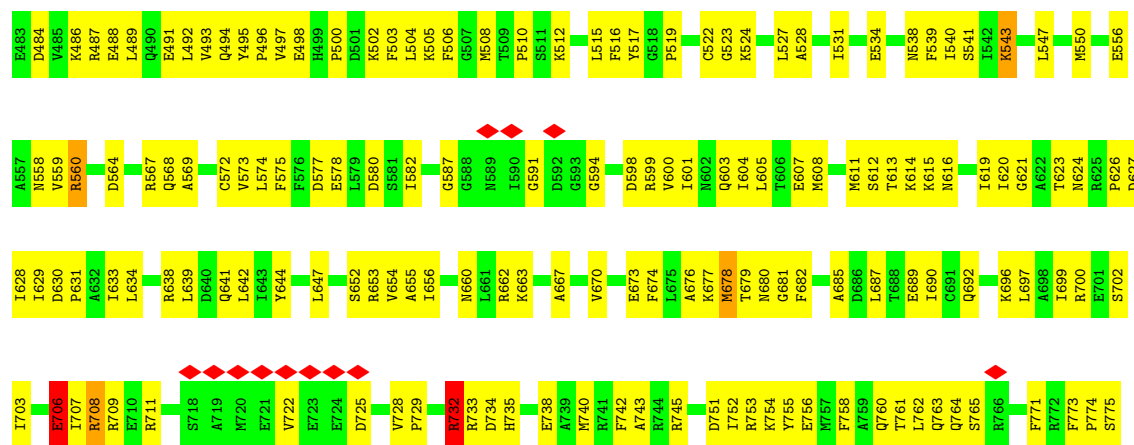 E483 D484 V485 K486 R487 E488 L489 Q490 E491 L492 V493 Q494 Y495 P496 V497 E498 H499 P500 D501 K502 F503 L504 K505 F506 G507 M508 T509 P510 S511 K512 L515 F516 Y517 G518 P519 C522 G523 K524 L527 A528 I531 E534 N538 F539 I540 S541 I542 K543 L547 M550 E556
A557 N558 V559 R560 D564 R567 Q568 A569 C572 V573 L574 F575 F576 D577 E578 L579 D580 S581 I582 G587 G588 N589 I590 G591 D592 G593 G594 D598 R599 V600 I601 N602 Q603 I604 L605 T606 E607 M608 M611 S612 T613 K614 K615 N616 I619 I620 G621 A622 T623 N624 R625 P626 D627
I628 I629 D630 P631 A632 I633 L634 R638 L639 D640 Q641 L642 I643 Y644 L647 S652 R653 V654 A655 I656 N660 L661 R662 K663 A667 V670 E673 F674 L675 A676 K677 M678 T679 N680 G681 F682 A685 D686 L687 T688 E689 I690 C691 Q692 K696 L697 A698 I699 R700 E701 S702
I703 E706 I707 R708 R709 E710 R711 S718 A719 M720 E721 V722 E723 E724 D725 V728 P729 R732 R733 D734 H735 E738 A739 M740 R741 F742 A743 R744 R745 D751 I752 R753 K754 Y755 E756 M757 F758 A759 Q760 T761 L762 Q763 Q764 S765 R766 F771 R772 F773 P774 S775